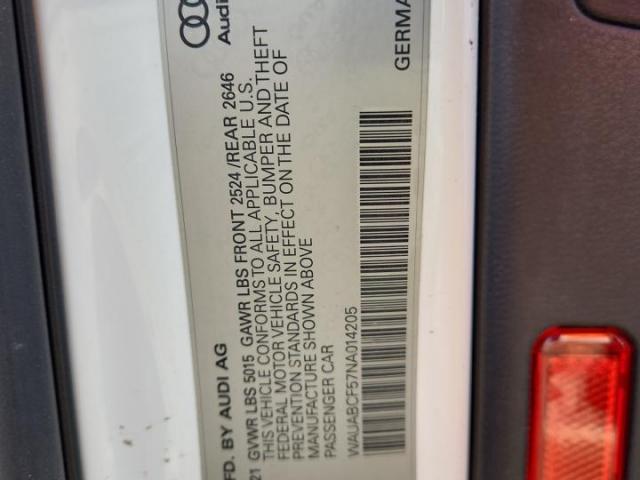 Audi
GERMA
FD. BY AUDI AG
21 GVWR LBS 5015 GAWR LBS FRONT 2524 /REAR 2646
THIS VEHICLE CONFORMS TO ALL APPLICABLE U.S.
FEDERAL MOTOR VEHICLE SAFETY, BUMPER AND THEFT
PREVENTION STANDARDS IN EFFECT ON THE DATE OF
MANUFACTURE SHOWN ABOVE
PASSENGER CAR
WAUABCF57NA014205